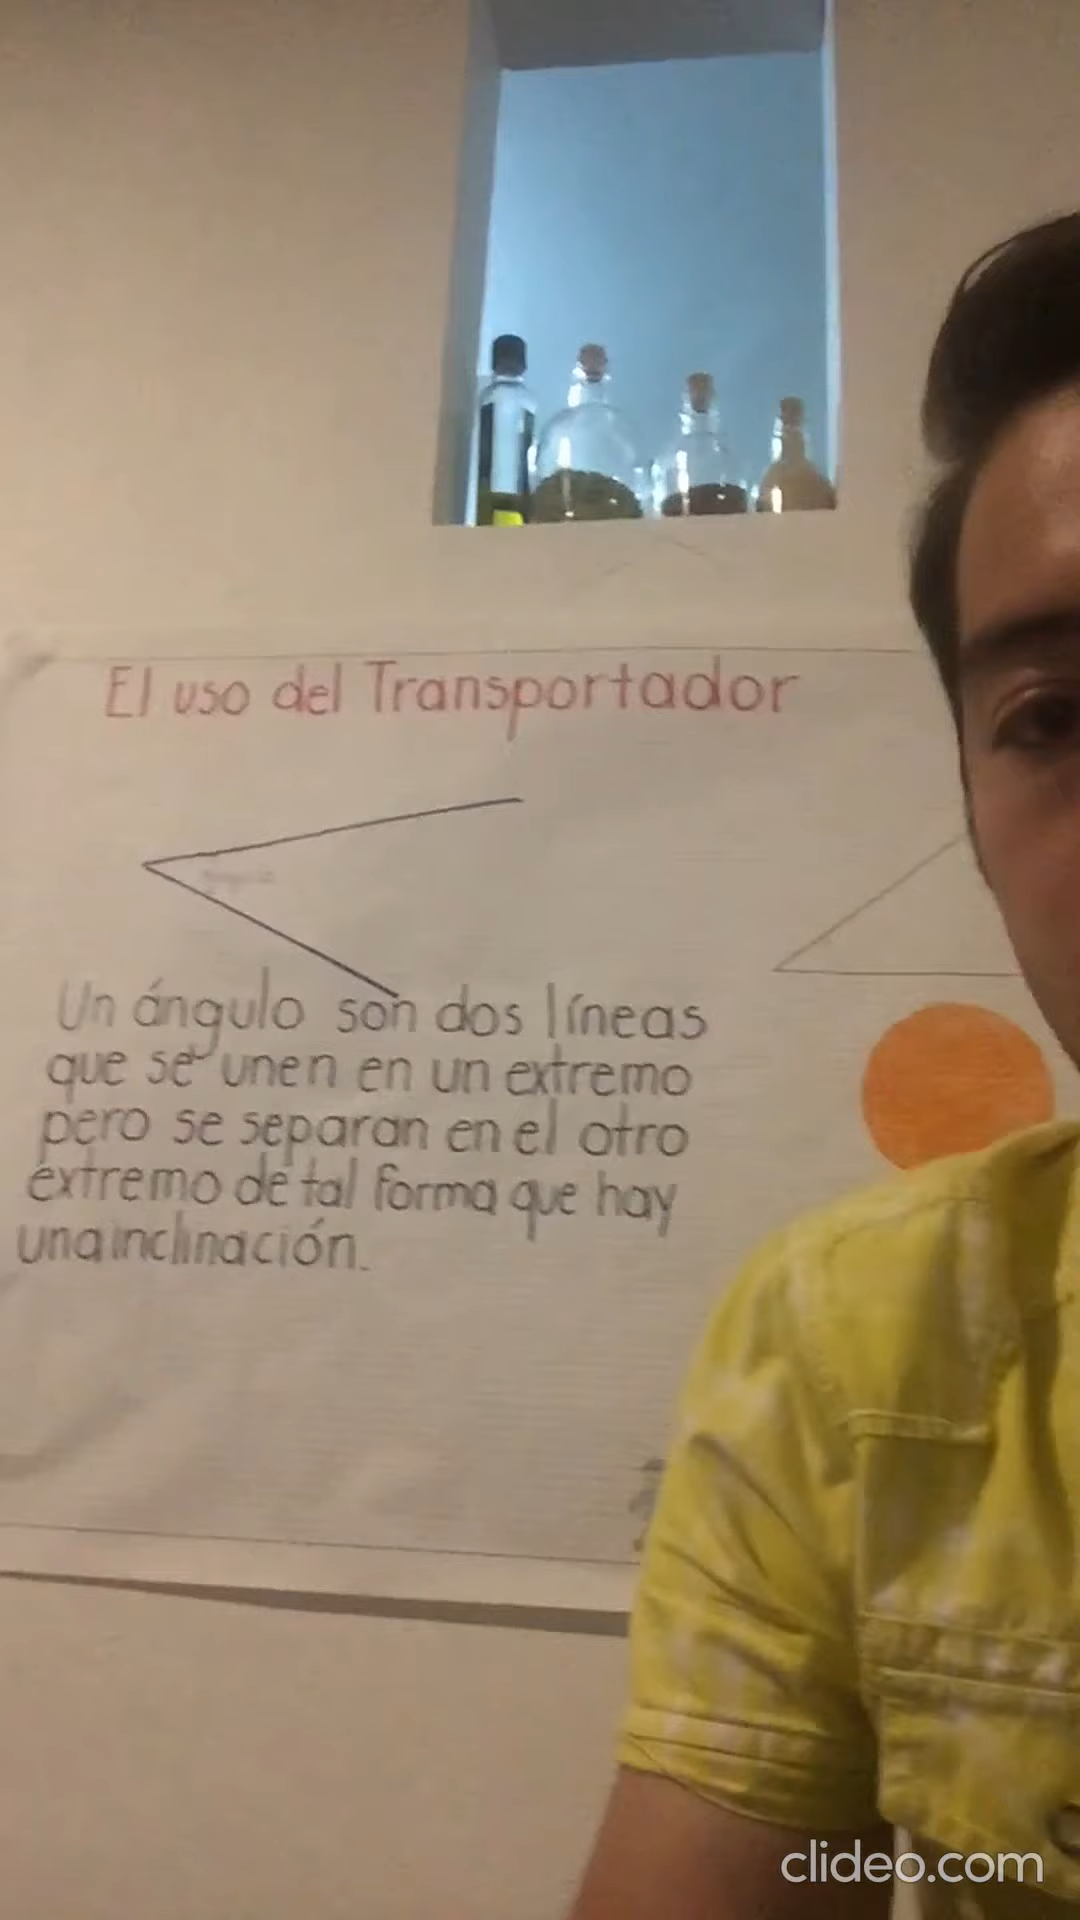 El uso del Transportador
Un ángulo son dos líneas
que se unen en un extremo
pero se separan en el otro
extremo de tal forma que hay
una inclinación.
clideo.com